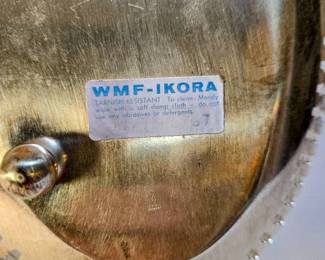 WMF-IKORA
TARNISH RESISTANT To clean: Merely
wipe with a soft damp cloth - do not
use any abrasives or detergents.